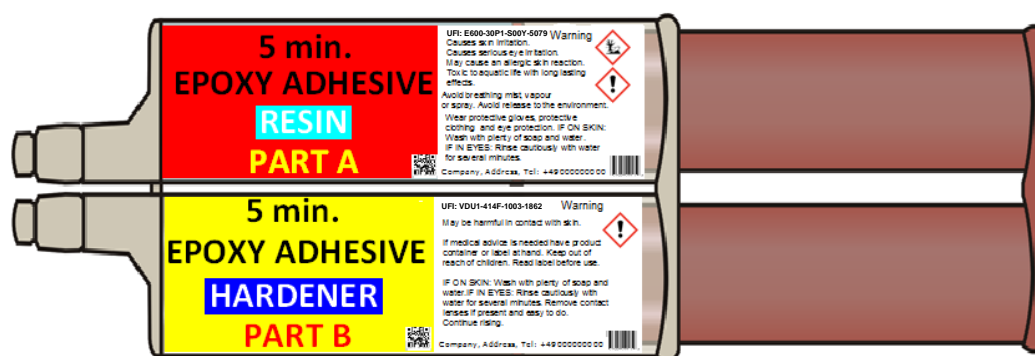 5 min.
EPOXY ADHESIVE
RESIN
PART A
UFI: E600-30P1-S00Y-5079 Warning
Causes skin irritation.
Causes serious eye irritation.
May cause an allergic skin reaction.
Toxic to aquatic life with long lasting
effects.
Avoid breathing mist, vapour
or spray. Avoid release to the environment.
Wear protective gloves, protective
clothing and eye protection. IF ON SKIN:
Wash with plenty of soap and water.
IF IN EYES: Rinse cautiously with water
for several minutes.
Company, Address, Tel: +49000000000
5 min.
EPOXY ADHESIVE
HARDENER
PART B
UFI: VDU1-414F-1003-1862 Warning
May be harmful in contact with skin.
If medical advice is needed have product
container or label at hand. Keep out of
reach of children. Read label before use.
IF ON SKIN: Wash with plenty of soap and
water.IF IN EYES: Rinse cautiously with
water for several minutes. Remove contact
lenses if present and easy to do.
Continue rising.
Company, Address, Tel: +49000000000